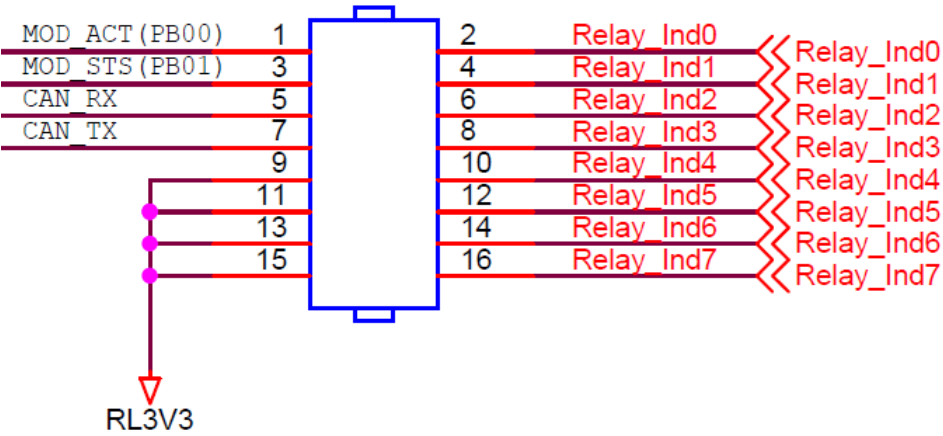 MOD_ACT(PB00) 1 2 Relay_Ind0 Relay_Ind0
MOD_STS(PB01) 3 4 Relay_Ind1 Relay_Ind1
CAN_RX 5 6 Relay_Ind2 Relay_Ind2
CAN_TX 7 8 Relay_Ind3 Relay_Ind3
9 10 Relay_Ind4 Relay_Ind4
11 12 Relay_Ind5 Relay_Ind5
13 14 Relay_Ind6 Relay_Ind6
15 16 Relay_Ind7 Relay_Ind7
RL3V3